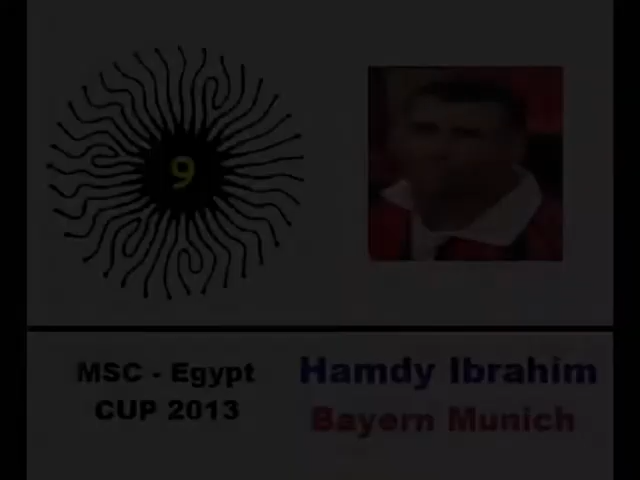 9
MSC - Egypt
CUP 2013
Hamdy Ibrahim
Bayern Munich